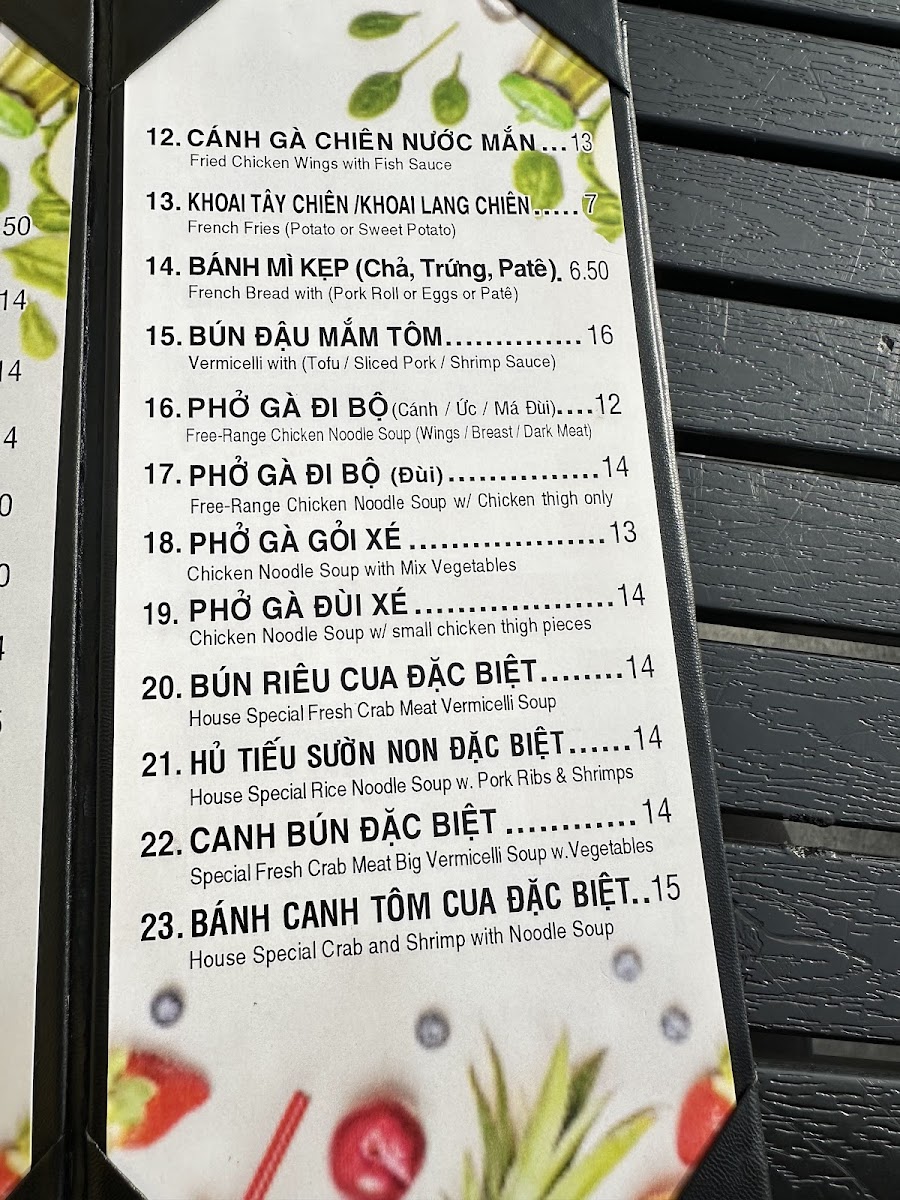 50
14
14
4
0
12. CÁNH GÀ CHIÊN NƯỚC MẮN...13
Fried Chicken Wings with Fish Sauce
13. KHOAI TÂY CHIÊN /KHOAI LANG CHIÊN.....7
French Fries (Potato or Sweet Potato)
14. BÁNH MÌ KẸP (Chả, Trứng, Patê). 6.50
French Bread with (Pork Roll or Eggs or Patê)
15. BÚN ĐẬU MẮM TÔM..............16
Vermicelli with (Tofu / Sliced Pork / Shrimp Sauce)
16. PHỞ GÀ ĐI BỘ (Cánh / Ức / Má Đùi)....12
Free-Range Chicken Noodle Soup (Wings / Breast / Dark Meat)
17. PHỞ GÀ ĐI BỘ (Đùi)...............14
Free-Range Chicken Noodle Soup w/ Chicken thigh only
18. PHỞ GÀ GỎI XÉ ...................13
Chicken Noodle Soup with Mix Vegetables
19. PHỞ GÀ ĐÙI XÉ ....................14
Chicken Noodle Soup w/ small chicken thigh pieces
20. BÚN RIÊU CUA ĐẶC BIỆT........14
House Special Fresh Crab Meat Vermicelli Soup
21. HỦ TIẾU SƯỜN NON ĐẶC BIỆT......14
House Special Rice Noodle Soup w. Pork Ribs & Shrimps
22. CANH BÚN ĐẶC BIỆT ............14
Special Fresh Crab Meat Big Vermicelli Soup w.Vegetables
23. BÁNH CANH TÔM CUA ĐẶC BIỆT..15
House Special Crab and Shrimp with Noodle Soup